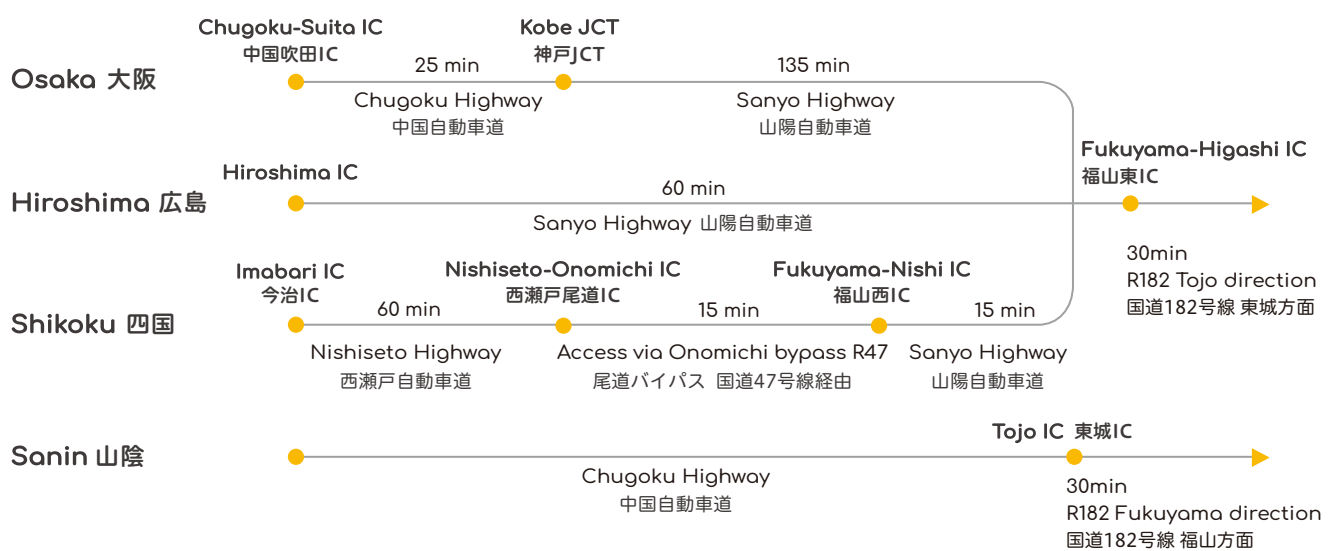 Chugoku-Suita IC
中国吹田IC
Kobe JCT
神戸JCT
Osaka 大阪
25 min
135 min
Chugoku Highway
中国自動車道
Sanyo Highway
山陽自動車道
Hiroshima IC
Fukuyama-Higashi IC
福山東IC
Hiroshima 広島
60 min
Sanyo Highway 山陽自動車道
30min
R182 Tojo direction
国道182号線 東城方面
Imabari IC
今治IC
Nishiseto-Onomichi IC
西瀬戸尾道IC
Fukuyama-Nishi IC
福山西IC
Shikoku 四国
60 min
15 min
15 min
Nishiseto Highway
西瀬戸自動車道
Access via Onomichi bypass R47
尾道バイパス 国道47号線経由
Sanyo Highway
山陽自動車道
Tojo IC 東城IC
Sanin 山陰
Chugoku Highway
中国自動車道
30min
R182 Fukuyama direction
国道182号線 福山方面